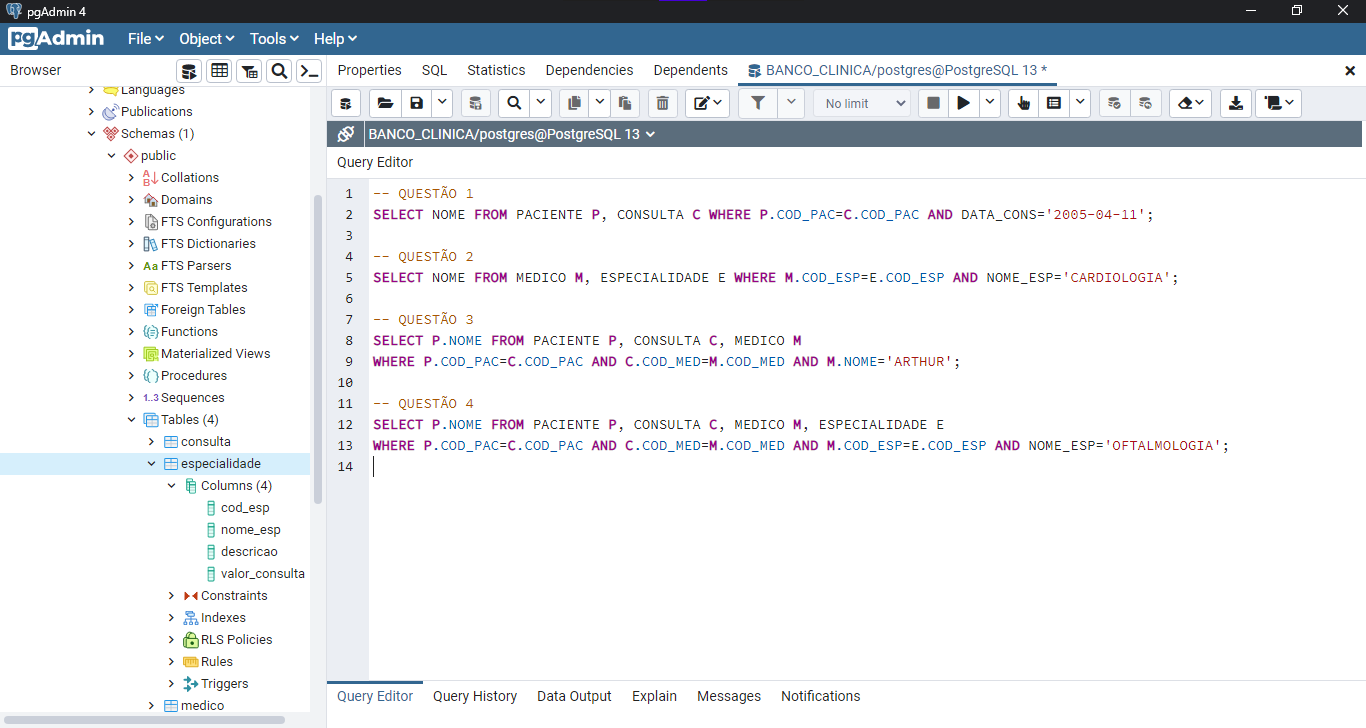 pgAdmin 4
pgAdmin File Object Tools Help
Browser
Properties SQL Statistics Dependencies Dependents BANCO_CLINICA/postgres@PostgreSQL 13 *
No limit
BANCO_CLINICA/postgres@PostgreSQL 13
Query Editor
Languages
Publications
Schemas (1)
public
Collations
Domains
FTS Configurations
FTS Dictionaries
Aa FTS Parsers
FTS Templates
Foreign Tables
Functions
Materialized Views
Procedures
1..3 Sequences
Tables (4)
consulta
especialidade
Columns (4)
cod_esp
nome_esp
descricao
valor_consulta
Constraints
Indexes
RLS Policies
Rules
Triggers
medico
1 -- QUESTÃO 1
2 SELECT NOME FROM PACIENTE P, CONSULTA C WHERE P.COD_PAC=C.COD_PAC AND DATA_CONS='2005-04-11';
3
4 -- QUESTÃO 2
5 SELECT NOME FROM MEDICO M, ESPECIALIDADE E WHERE M.COD_ESP=E.COD_ESP AND NOME_ESP='CARDIOLOGIA';
6
7 -- QUESTÃO 3
8 SELECT P.NOME FROM PACIENTE P, CONSULTA C, MEDICO M
9 WHERE P.COD_PAC=C.COD_PAC AND C.COD_MED=M.COD_MED AND M.NOME='ARTHUR';
10
11 -- QUESTÃO 4
12 SELECT P.NOME FROM PACIENTE P, CONSULTA C, MEDICO M, ESPECIALIDADE E
13 WHERE P.COD_PAC=C.COD_PAC AND C.COD_MED=M.COD_MED AND M.COD_ESP=E.COD_ESP AND NOME_ESP='OFTALMOLOGIA';
14
Query Editor Query History Data Output Explain Messages Notifications